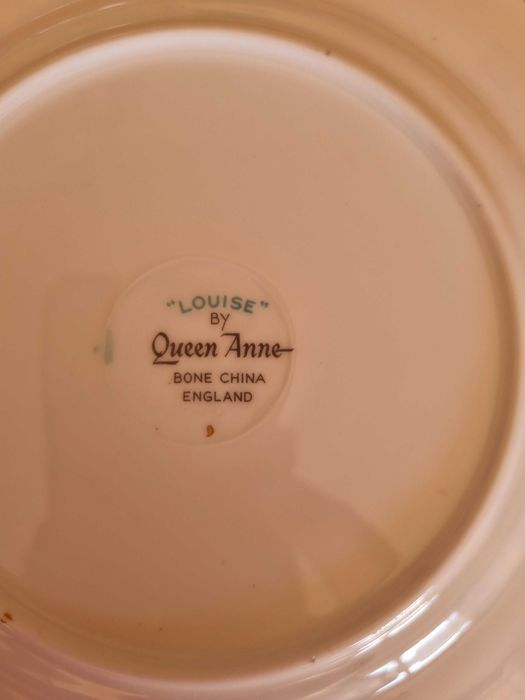 "LOUISE"
BY
Queen Anne
BONE CHINA
ENGLAND